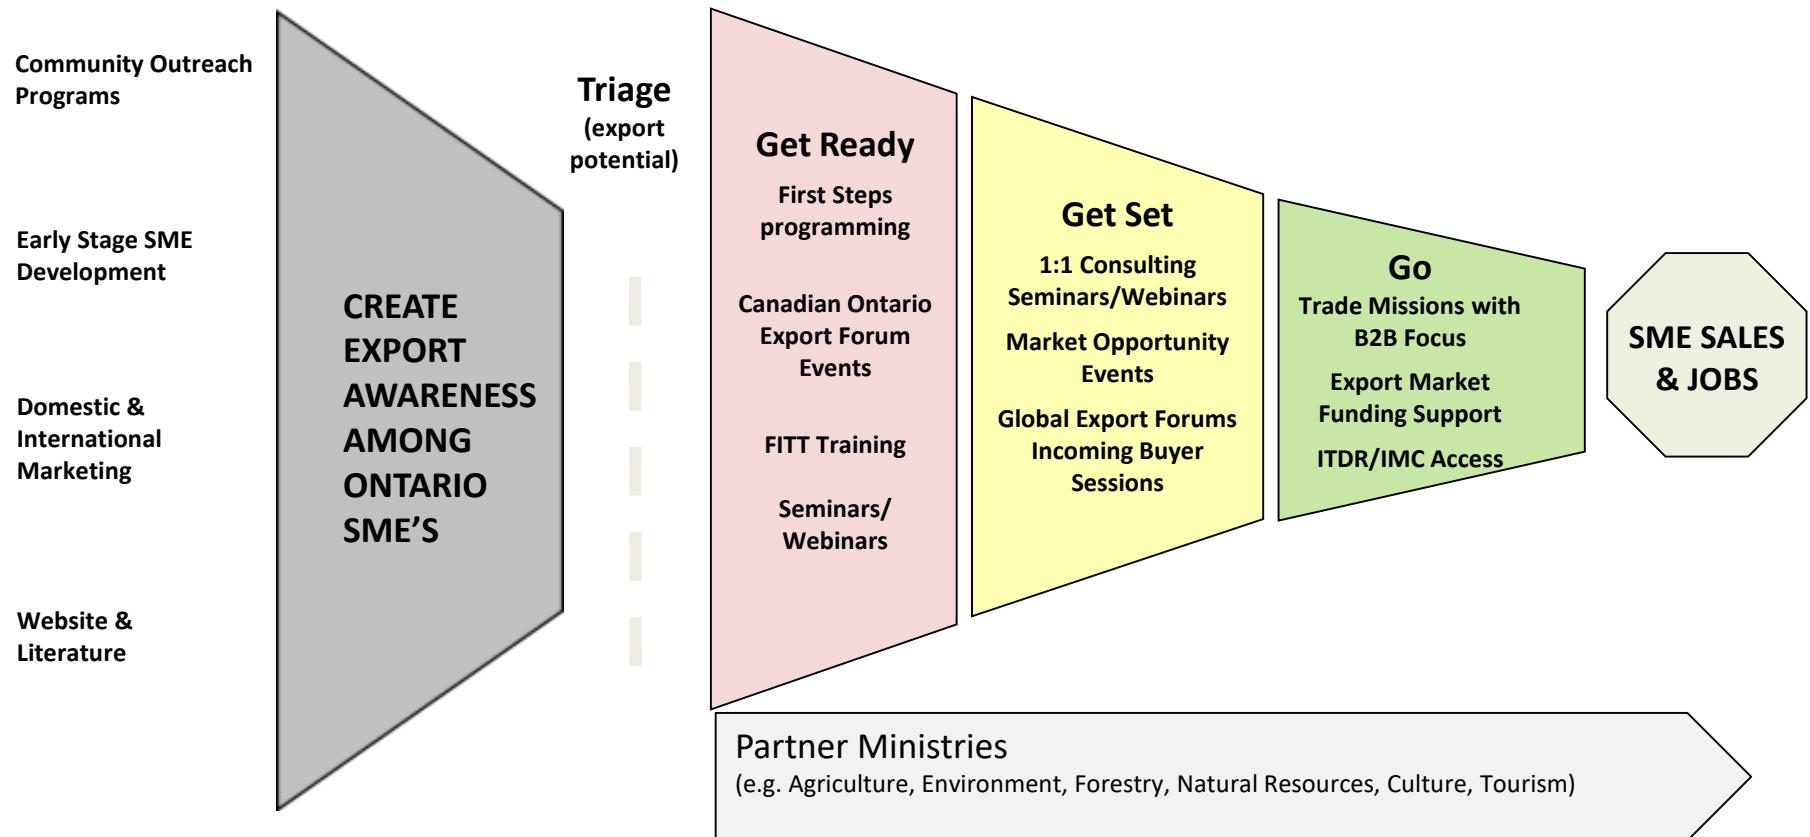 Community Outreach
Programs
Early Stage SME
Development
Domestic &
International
Marketing
Website &
Literature
CREATE
EXPORT
AWARENESS
AMONG
ONTARIO
SME’S
Triage
(export
potential)
Get Ready
First Steps
programming
Canadian Ontario
Export Forum
Events
FITT Training
Seminars/
Webinars
Get Set
1:1 Consulting
Seminars/Webinars
Market Opportunity
Events
Global Export Forums
Incoming Buyer
Sessions
Go
Trade Missions with
B2B Focus
Export Market
Funding Support
ITDR/IMC Access
SME SALES
& JOBS
Partner Ministries
(e.g. Agriculture, Environment, Forestry, Natural Resources, Culture, Tourism)